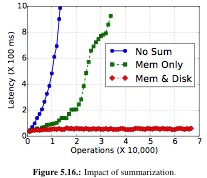 10
8
6
4
2
0
0 1 2 3 4 5 6 7
Latency (X 100 ms)
No Sum
Mem Only
Mem & Disk
Operations (X 10,000)
Figure 5.16.: Impact of summarization.